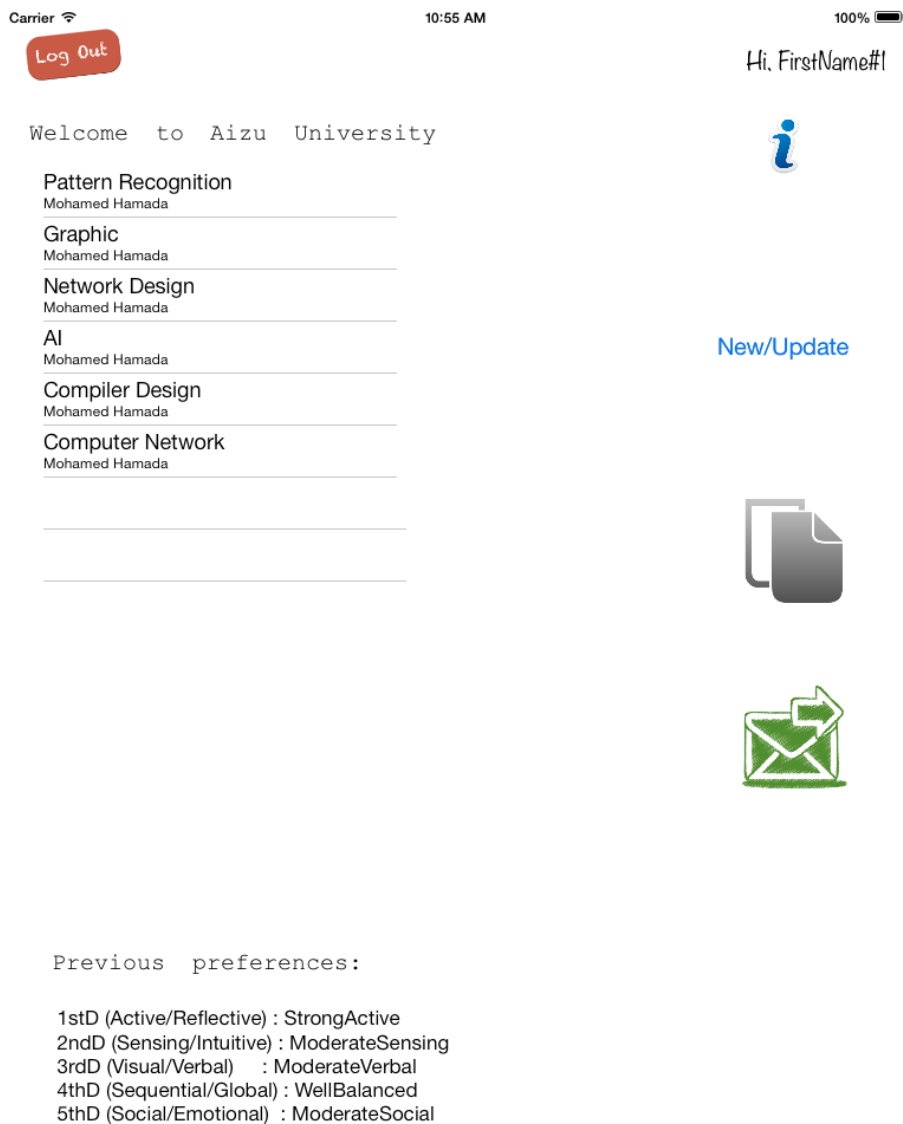 Carrier 10:55 AM 100%
Log Out
Hi, FirstName#1
Welcome to Aizu University
Pattern Recognition
Mohamed Hamada
Graphic
Mohamed Hamada
Network Design
Mohamed Hamada
AI
Mohamed Hamada
New/Update
Compiler Design
Mohamed Hamada
Computer Network
Mohamed Hamada
Previous preferences:
1stD (Active/Reflective) : StrongActive
2ndD (Sensing/Intuitive) : ModerateSensing
3rdD (Visual/Verbal) : ModerateVerbal
4thD (Sequential/Global) : WellBalanced
5thD (Social/Emotional) : ModerateSocial